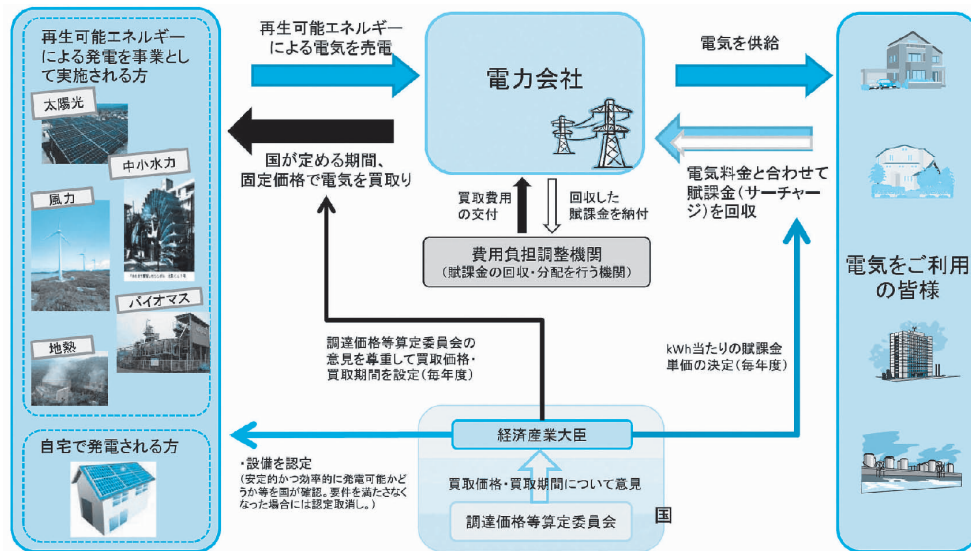 再生可能エネルギー
による発電を事業とし
て実施される方
太陽光
中小水力
風力
バイオマス
地熱
自宅で発電される方
再生可能エネルギー
による電気を売電
国が定める期間、
固定価格で電気を買取り
電力会社
買取費用
の交付
回収した
賦課金を納付
費用負担調整機関
(賦課金の回収・分配を行う機関)
電気を供給
電気料金と合わせて
賦課金(サーチャー
ジ)を回収
電気をご利用
の皆様
調達価格等算定委員会の
意見を尊重して買取価格・
買取期間を設定(毎年度)
kWh当たりの賦課金
単価の決定(毎年度)
経済産業大臣
・設備を認定
(安定的かつ効率的に発電可能かど
うか等を国が確認。要件を満たさなく
なった場合には認定取消し。)
買取価格・買取期間について意見
調達価格等算定委員会
国